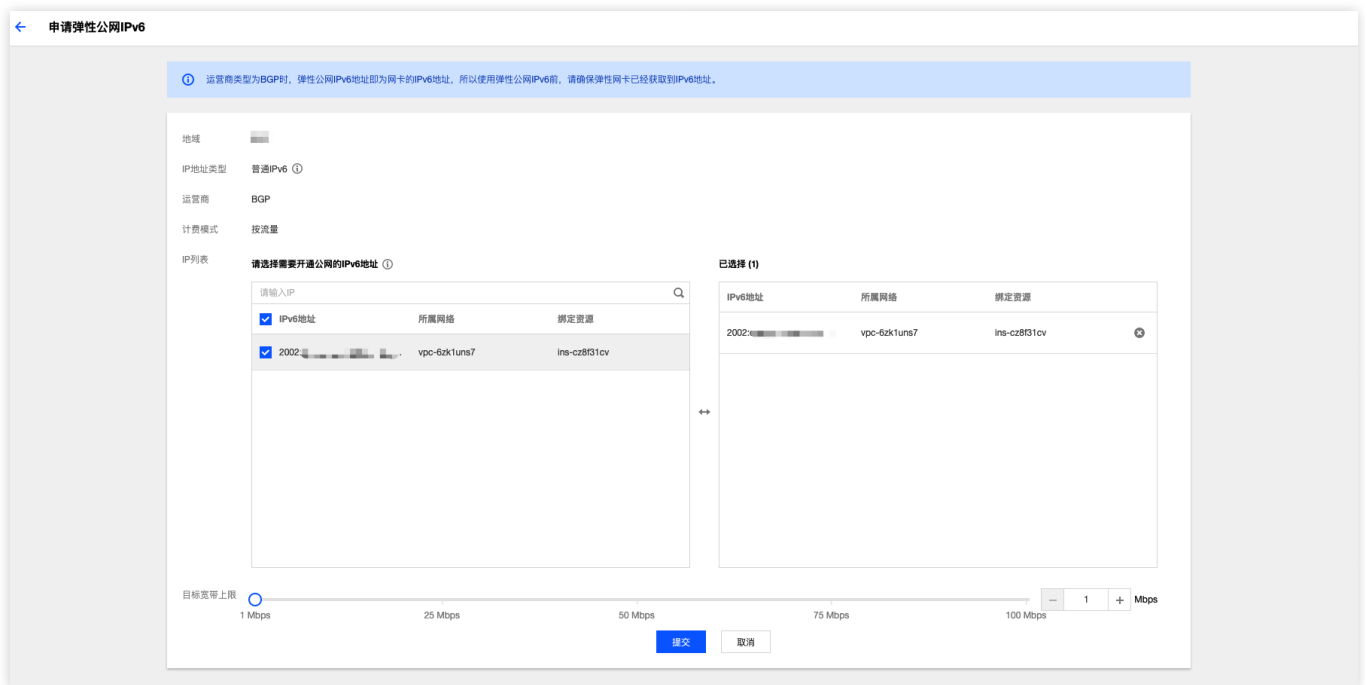 申请弹性公网IPv6
运营商类型为BGP时，弹性公网IPv6地址即为网卡的IPv6地址，所以使用弹性公网IPv6前，请确保弹性网卡已经获取到IPv6地址。
地域
IP地址类型 普通IPv6
运营商 BGP
计费模式 按流量
IP列表 请选择需要开通公网的IPv6地址 已选择 (1)
请输入IP
IPv6地址 所属网络 绑定资源
2002: vpc-6zk1uns7 ins-cz8f31cv
IPv6地址 所属网络 绑定资源
2002: vpc-6zk1uns7 ins-cz8f31cv
目标宽带上限
1 Mbps 25 Mbps 50 Mbps 75 Mbps 100 Mbps
1 Mbps
提交 取消